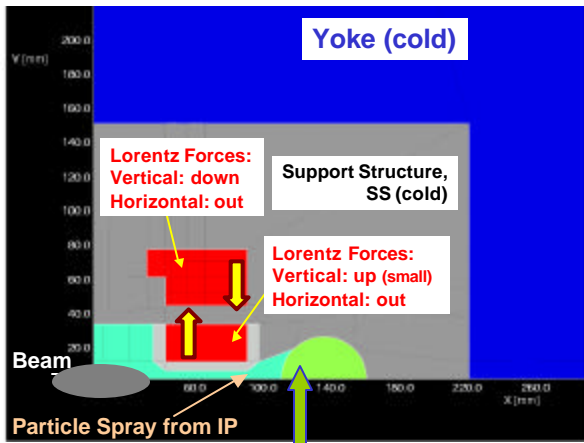 Yoke (cold)
200.0
Y [mm]
180.0
160.0
140.0
120.0
100.0
80.0
60.0
40.0
20.0
Lorentz Forces:
Vertical: down
Horizontal: out
Support Structure,
SS (cold)
Lorentz Forces:
Vertical: up (small)
Horizontal: out
Beam
60.0 100.0 140.0 180.0 220.0 260.0
X [mm]
Particle Spray from IP